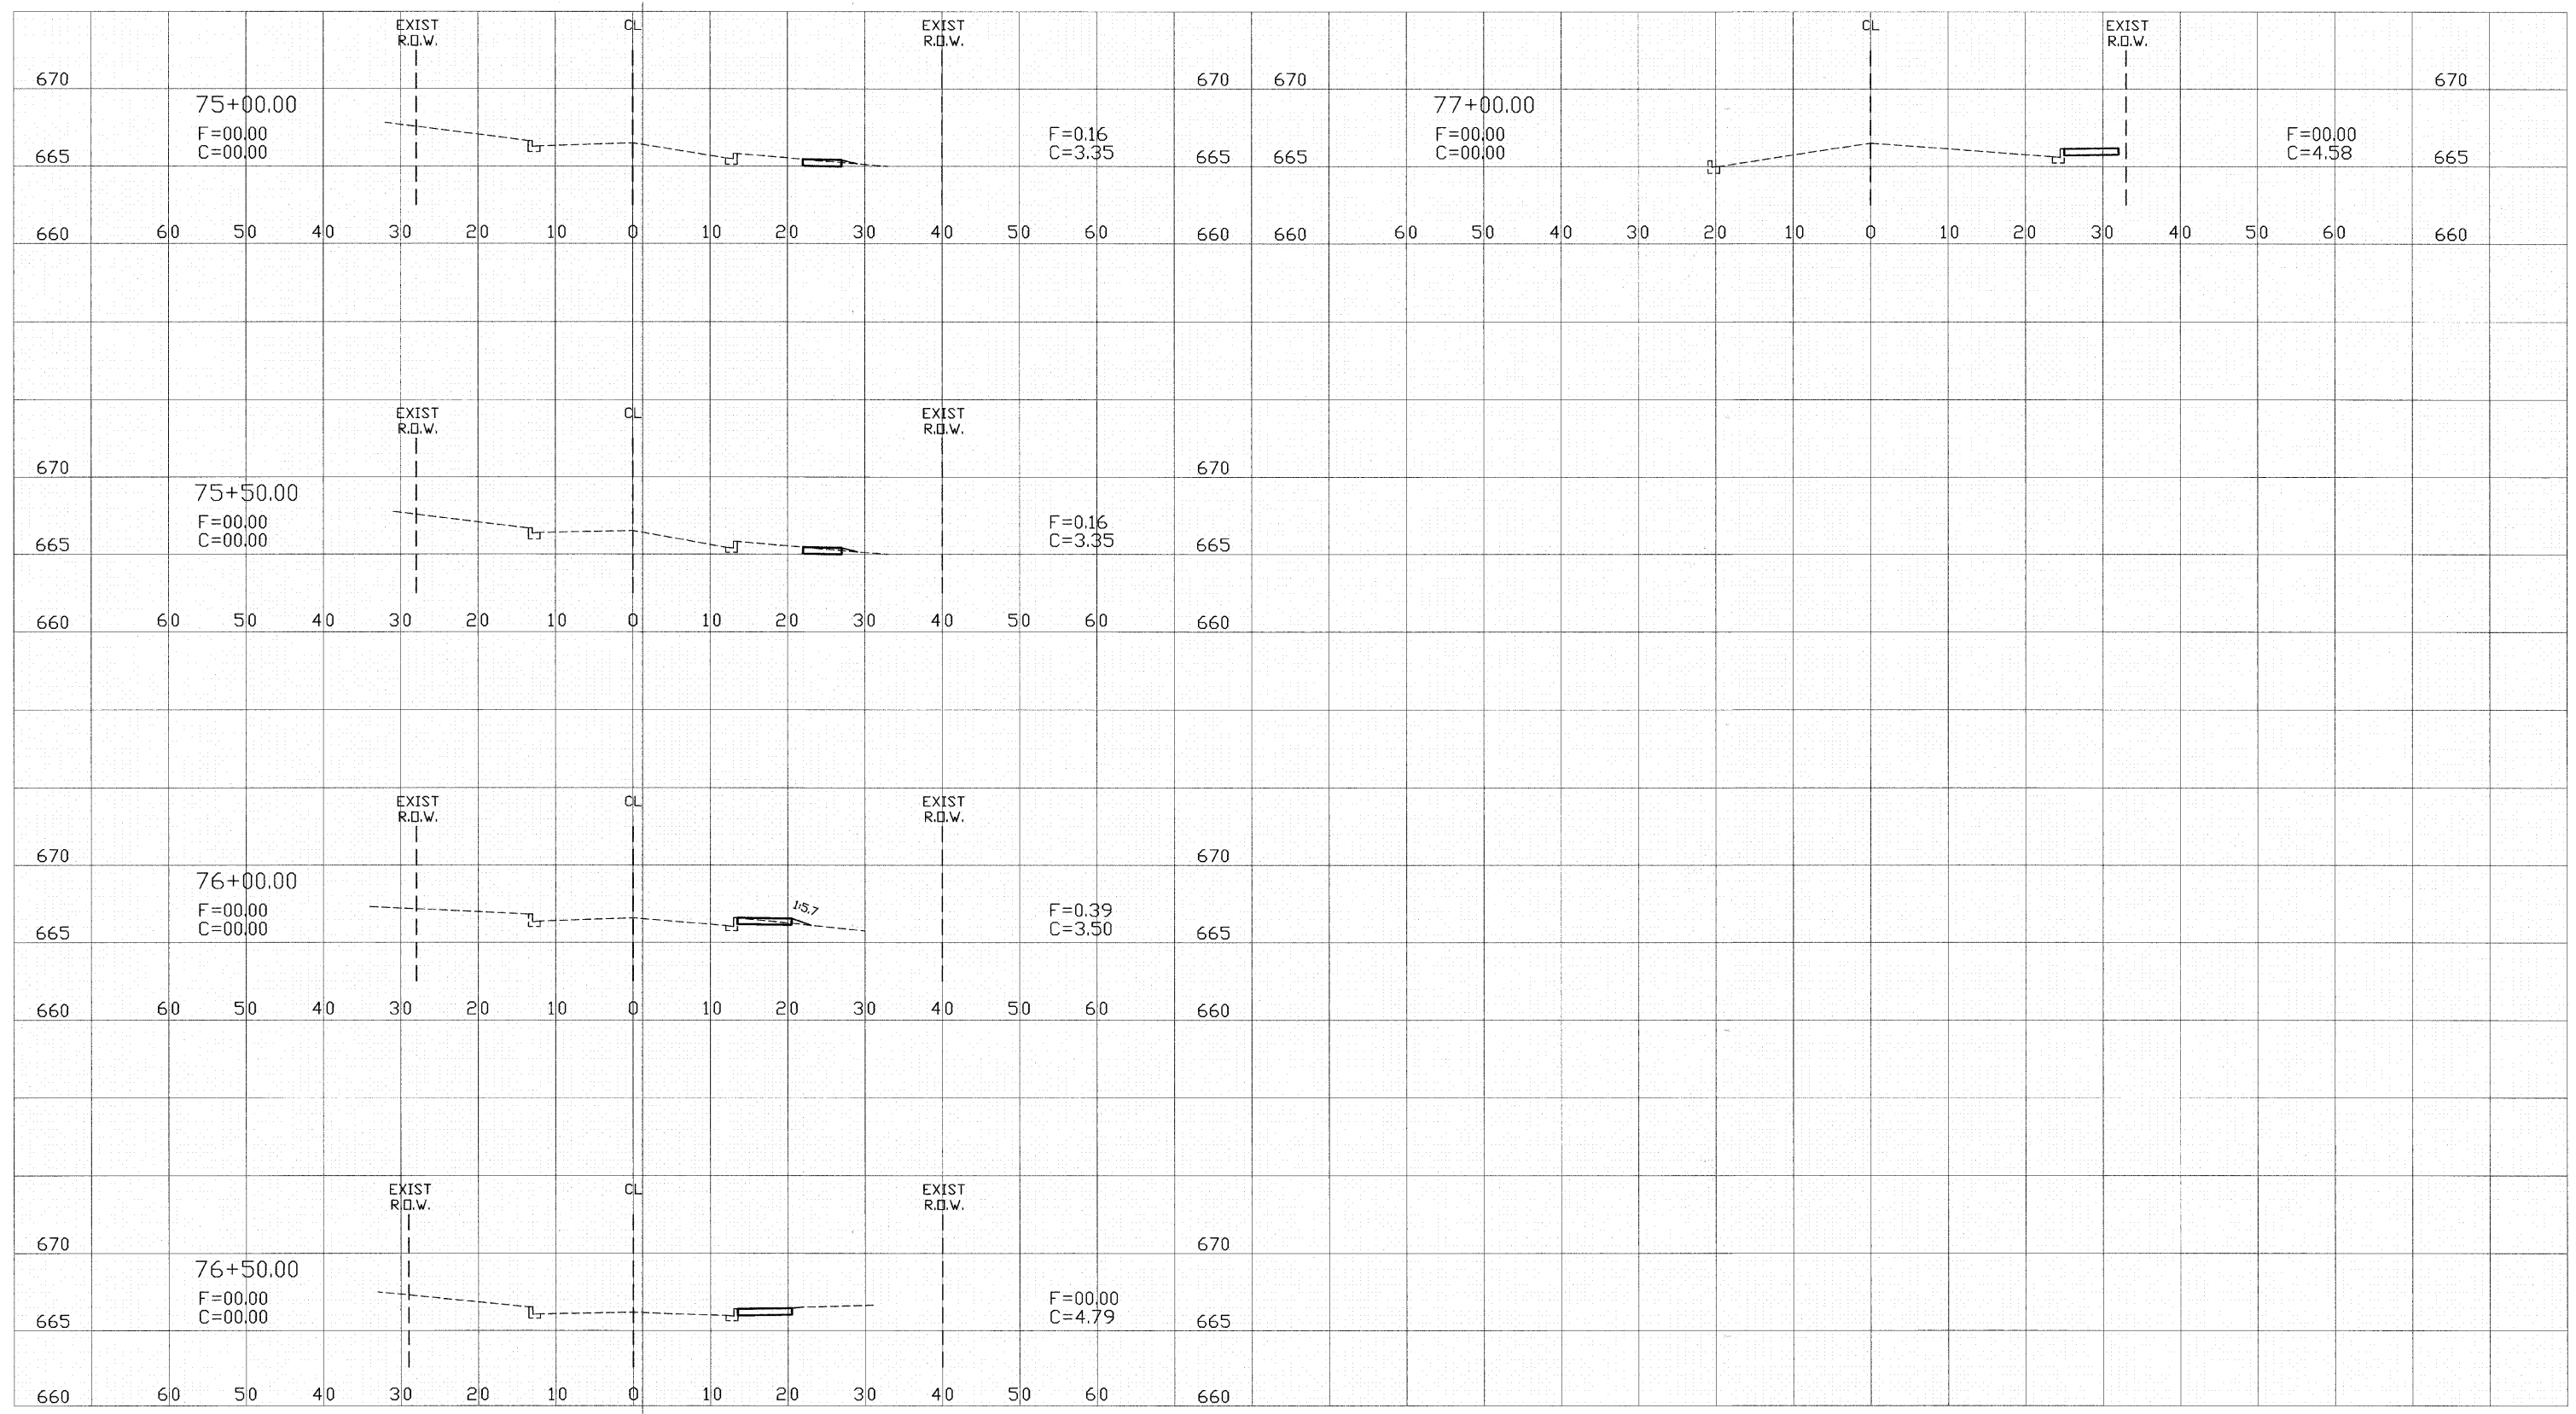 EXIST CL EXIST
R.O.W. R.O.W.
670 670
75+00.00
F=00.00 F=0.16
C=00.00 C=3.35
665 665
660 60 50 40 30 20 10 0 10 20 30 40 50 60 660
EXIST CL EXIST
R.O.W. R.O.W.
670 670
75+50.00
F=00.00 F=0.16
C=00.00 C=3.35
665 665
660 60 50 40 30 20 10 0 10 20 30 40 50 60 660
EXIST CL EXIST
R.O.W. R.O.W.
670 670
76+00.00
1:5.7
F=00.00 F=0.39
C=00.00 C=3.50
665 665
660 60 50 40 30 20 10 0 10 20 30 40 50 60 660
EXIST CL EXIST
R.O.W. R.O.W.
670 670
76+50.00
F=00.00 F=00.00
C=00.00 C=4.79
665 665
660 60 50 40 30 20 10 0 10 20 30 40 50 60 660
CL EXIST
R.O.W.
670 670
77+00.00
F=00.00 F=00.00
C=00.00 C=4.58
665 665
660 60 50 40 30 20 10 0 10 20 30 40 50 60 660